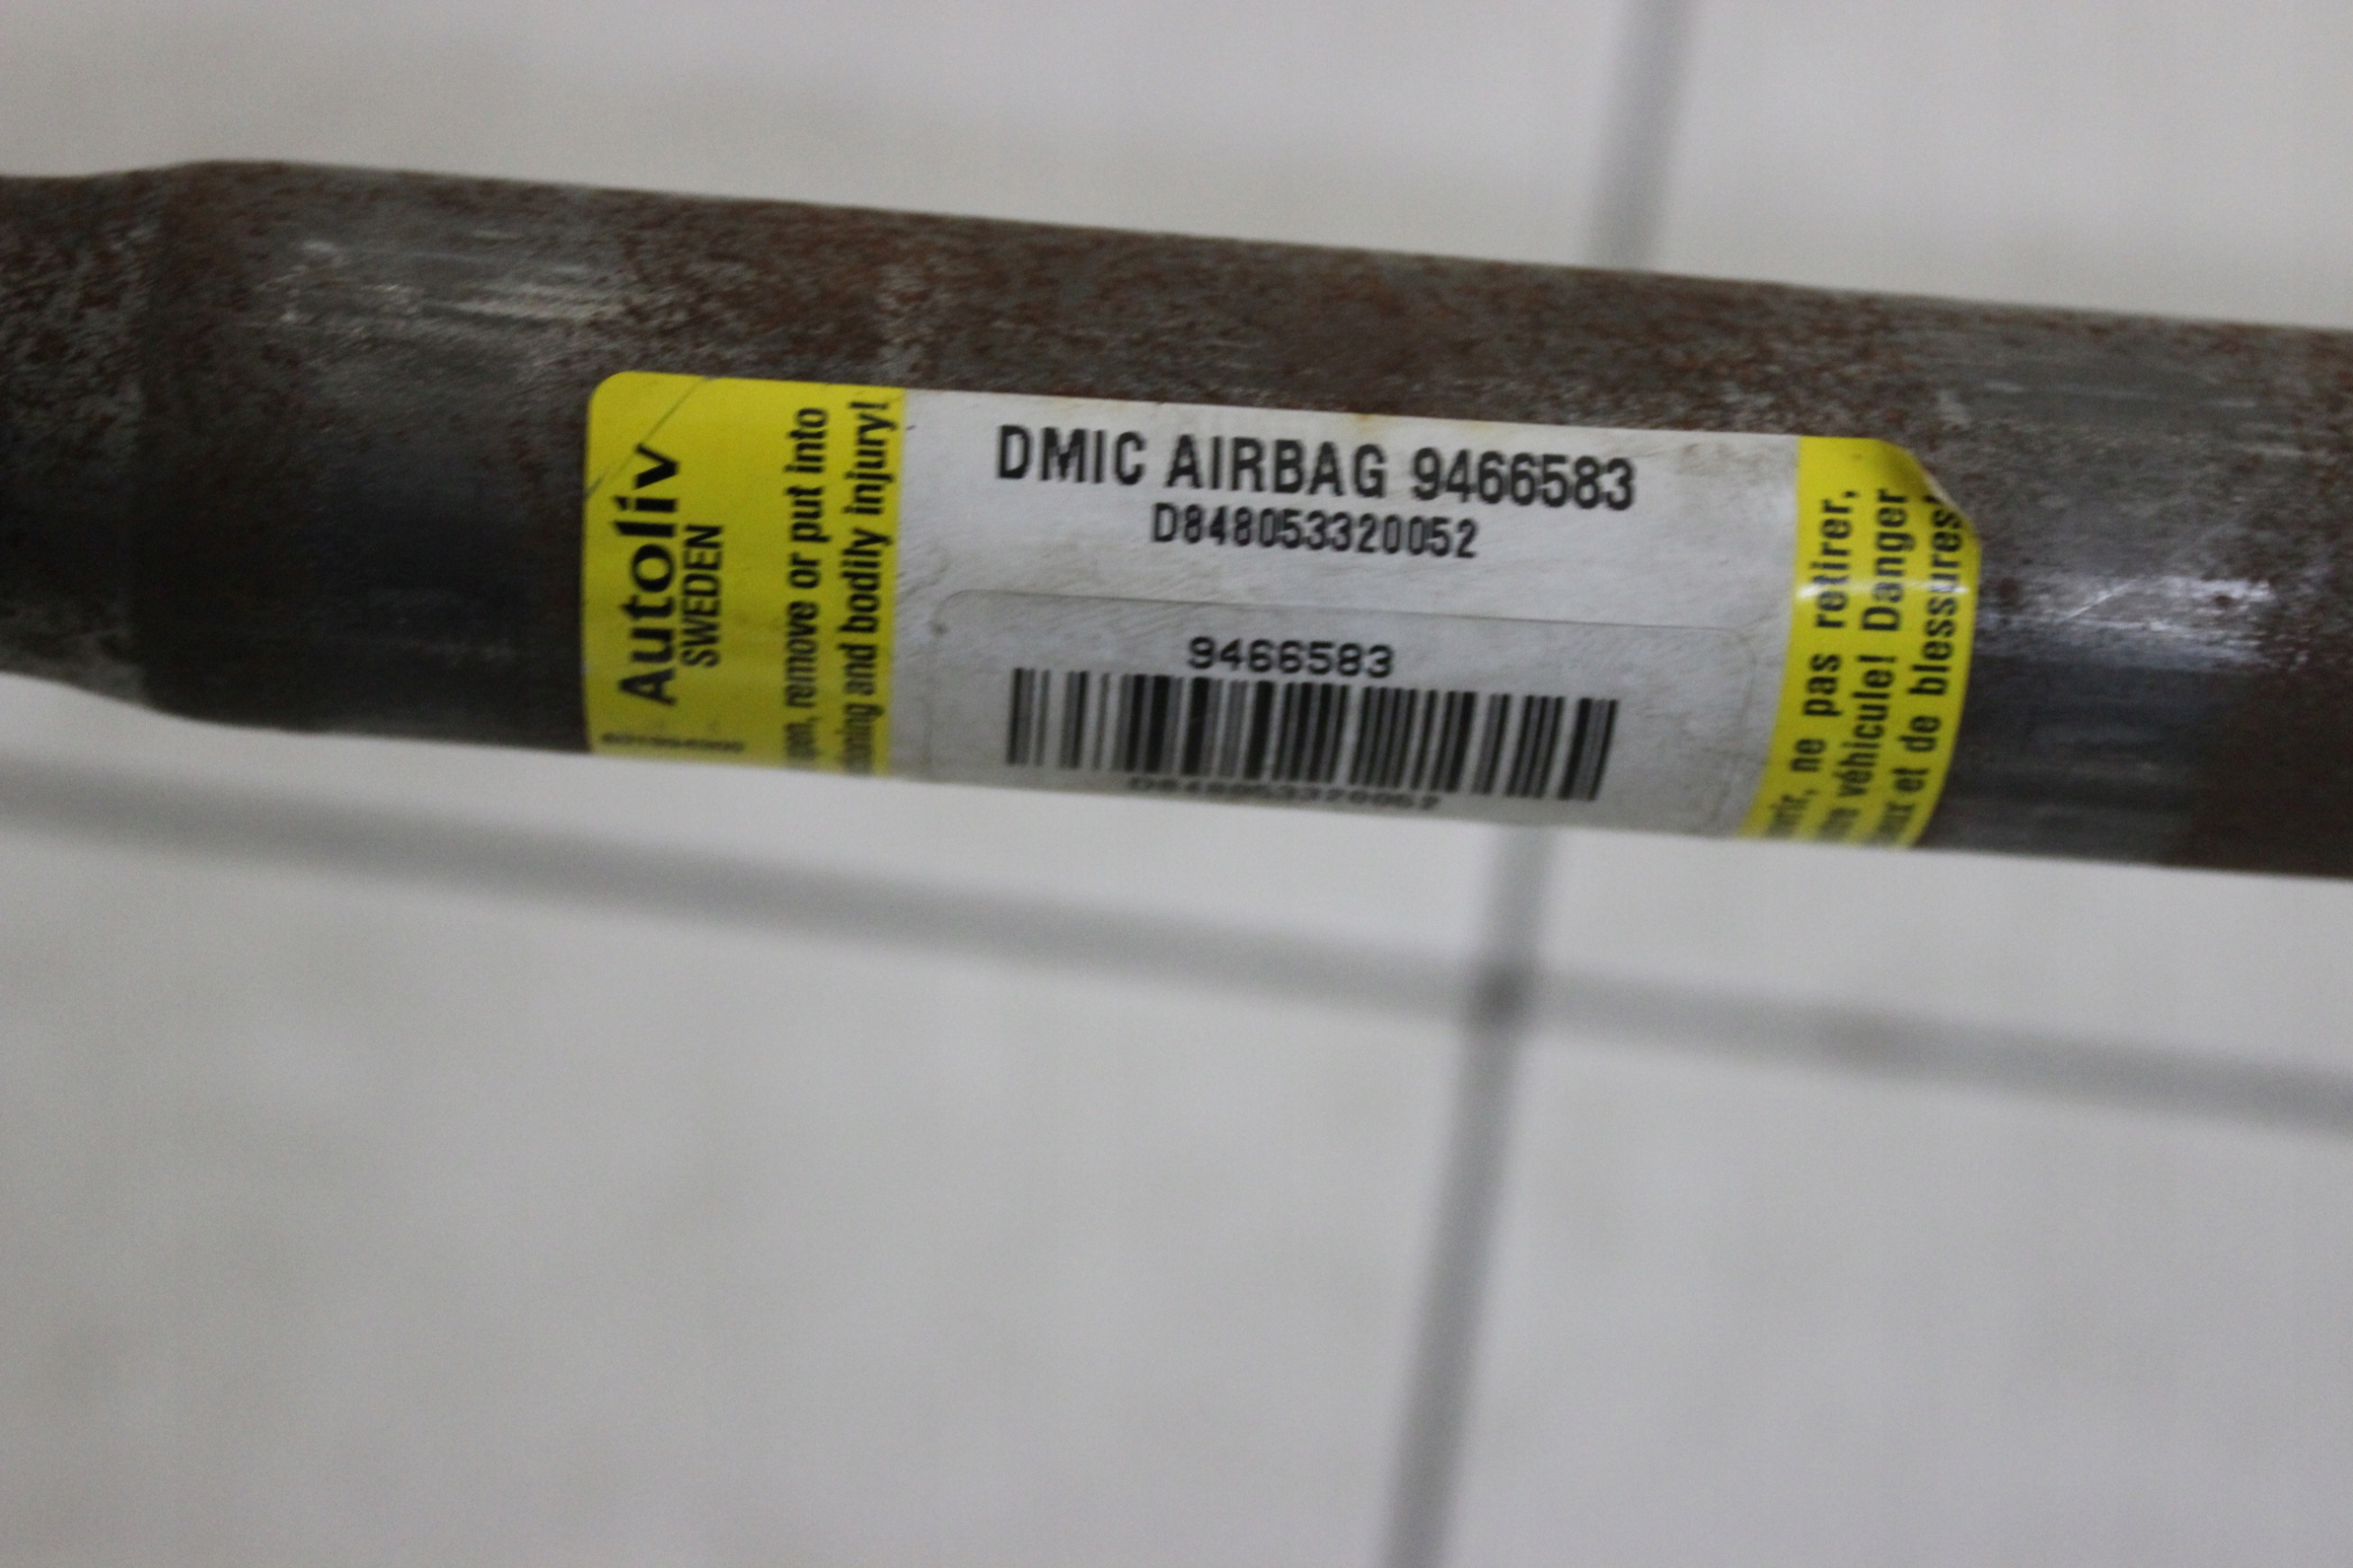 Autoliv
SWEDEN
remove or put into
and bodily injury!
DMIC AIRBAG 9466583
D848053320052
9466583
D848053320052
ne pas retirer,
véhicule! Danger
et de blessures!